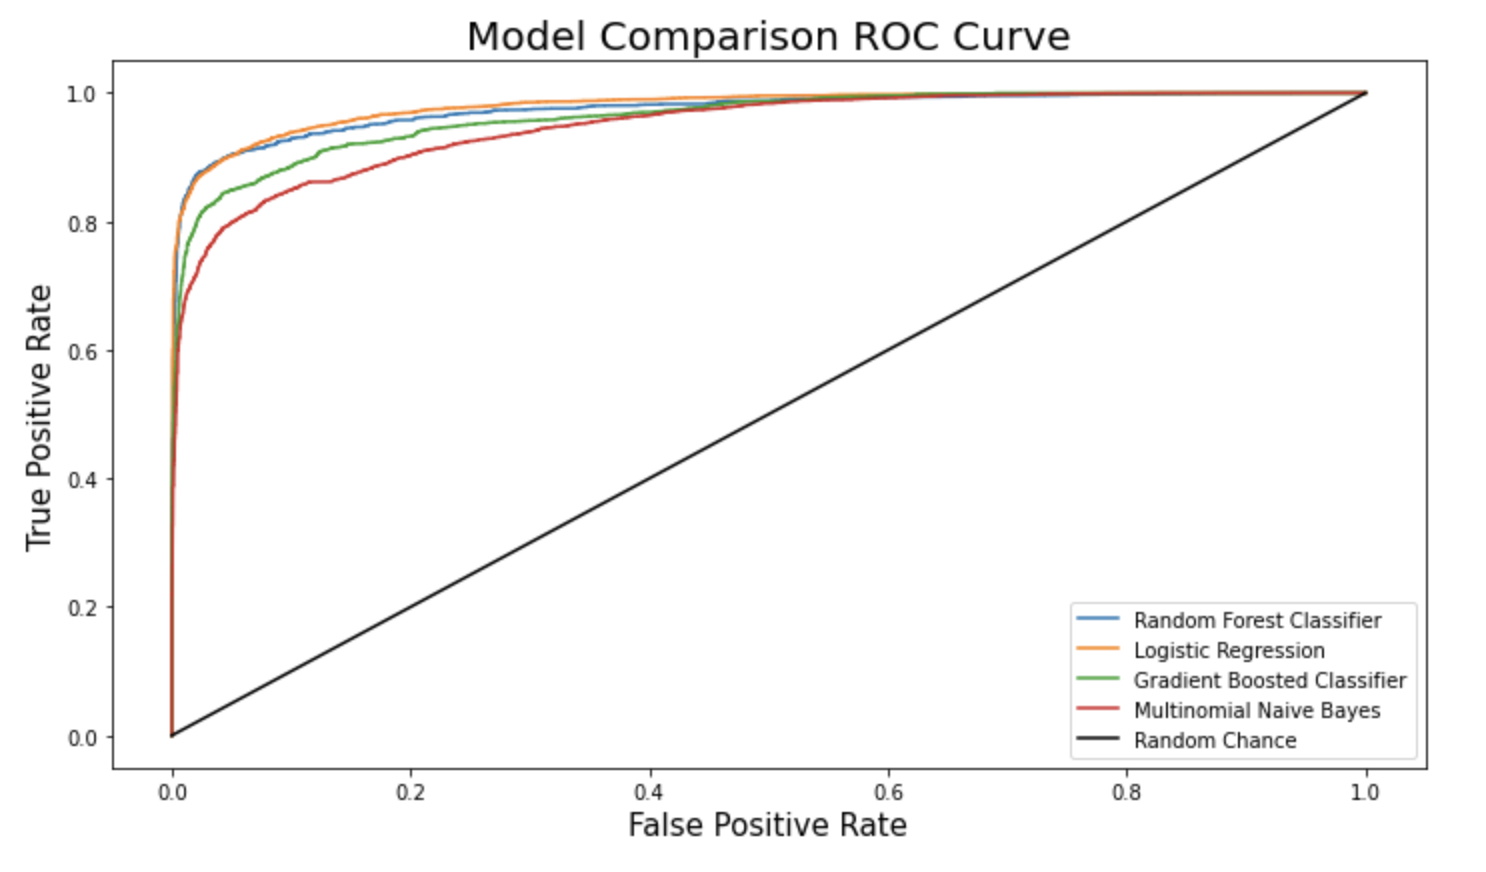 Model Comparison ROC Curve
1.0
0.8
0.6
0.4
0.2
0.0
True Positive Rate
Random Forest Classifier
Logistic Regression
Gradient Boosted Classifier
Multinomial Naive Bayes
Random Chance
0.0 0.2 0.4 0.6 0.8 1.0
False Positive Rate